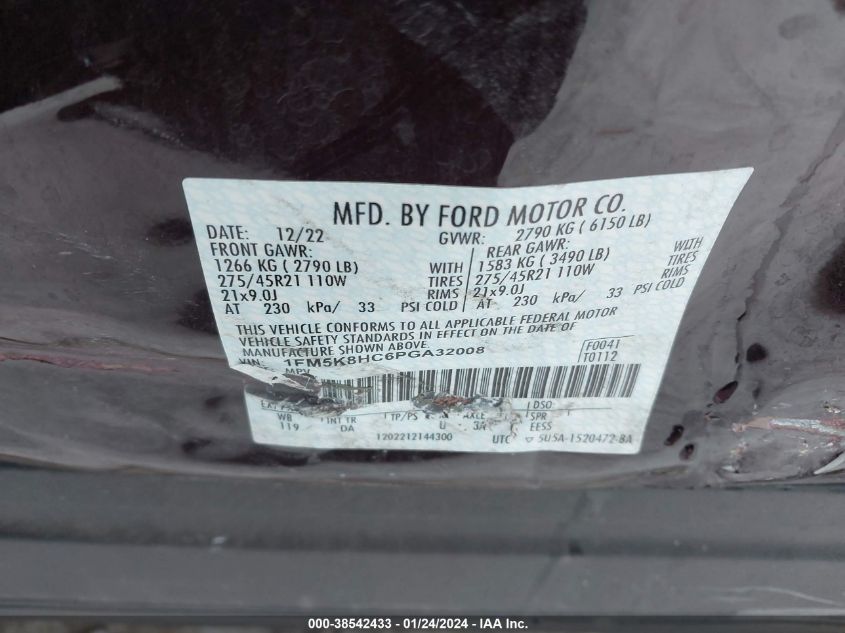 MFD. BY FORD MOTOR CO.
DATE: 12/22 GVWR: 2790 KG ( 6150 LB)
FRONT GAWR: REAR GAWR: WITH
1266 KG ( 2790 LB) WITH 1583 KG ( 3490 LB) TIRES
275/45R21 110W TIRES 275/45R21 110W RIMS
21x9.0J RIMS 21x9.0J
AT 230 kPa/ 33 PSI COLD AT 230 kPa/ 33 PSI COLD
THIS VEHICLE CONFORMS TO ALL APPLICABLE FEDERAL MOTOR
VEHICLE SAFETY STANDARDS IN EFFECT ON THE DATE OF
MANUFACTURE SHOWN ABOVE.
VIN: 1FM5K8HC6PGA32008 F0041
MPV T0112
DSO:
WB INT TR TP/PS AXLE SPR
119 DA U 3A EESS
1202212144300 UTC ▽ 5U5A-1520472-BA
000-38542433 - 01/24/2024 - IAA Inc.